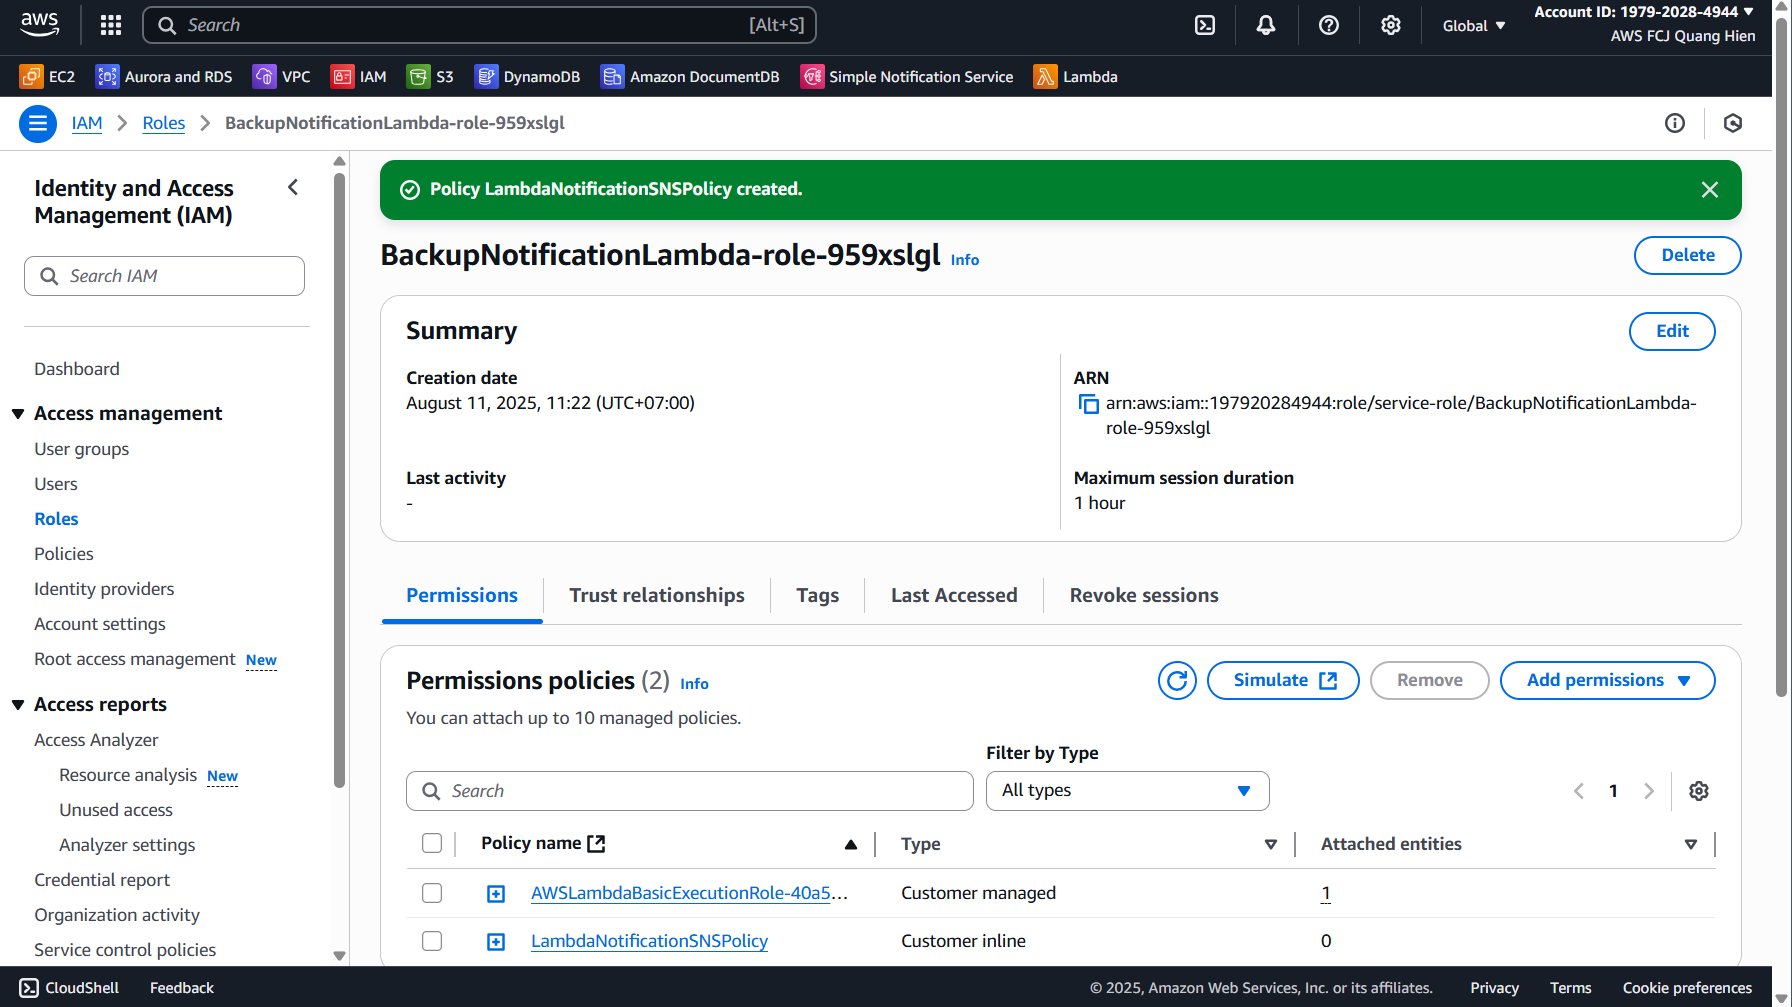 aws
Search [Alt+S]
Global
Account ID: 1979-2028-4944
AWS FCJ Quang Hien
EC2 Aurora and RDS VPC IAM S3 DynamoDB Amazon DocumentDB Simple Notification Service Lambda
IAM Roles BackupNotificationLambda-role-959xslgl
Identity and Access Management (IAM)
Search IAM
Dashboard
Access management
User groups
Users
Roles
Policies
Identity providers
Account settings
Root access management New
Access reports
Access Analyzer
Resource analysis New
Unused access
Analyzer settings
Credential report
Organization activity
Service control policies
Policy LambdaNotificationSNSPolicy created.
BackupNotificationLambda-role-959xslgl Info
Delete
Summary
Edit
Creation date
August 11, 2025, 11:22 (UTC+07:00)
ARN
arn:aws:iam::197920284944:role/service-role/BackupNotificationLambda-
role-959xslgl
Last activity
-
Maximum session duration
1 hour
Permissions Trust relationships Tags Last Accessed Revoke sessions
Permissions policies (2) Info
Simulate Remove Add permissions
You can attach up to 10 managed policies.
Filter by Type
Search All types 1
Policy name Type Attached entities
AWSLambdaBasicExecutionRole-40a5... Customer managed 1
LambdaNotificationSNSPolicy Customer inline 0
CloudShell Feedback © 2025, Amazon Web Services, Inc. or its affiliates. Privacy Terms Cookie preferences